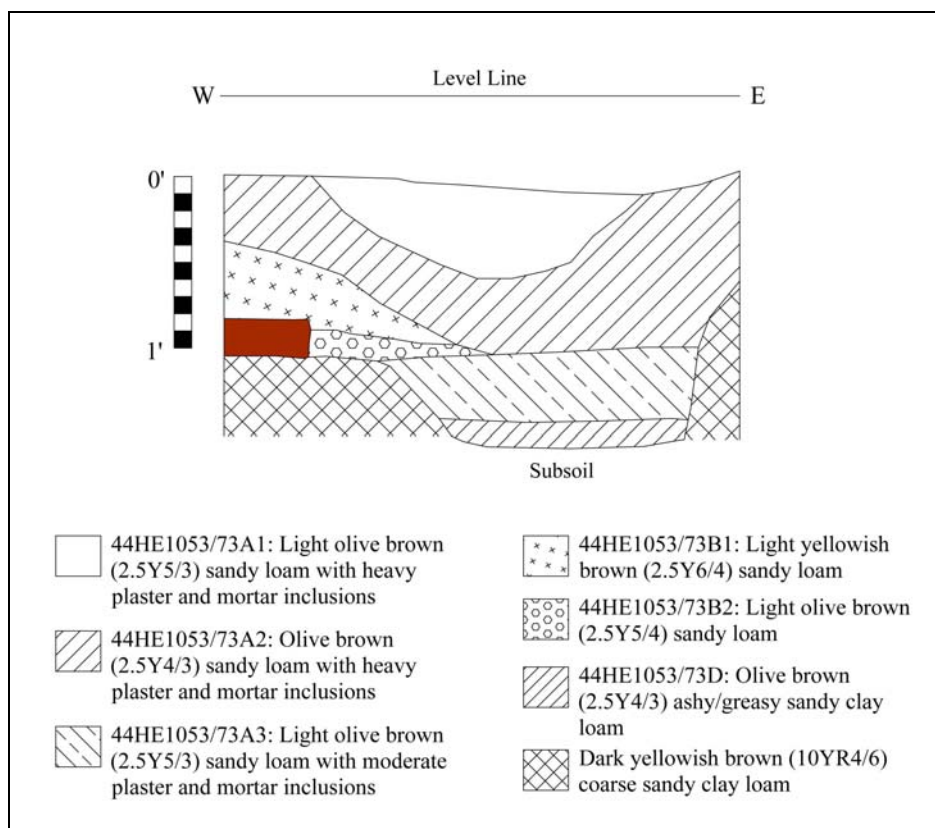 Level Line
W
E
0'
1'
Subsoil
44HE1053/73A1: Light olive brown
(2.5Y5/3) sandy loam with heavy
plaster and mortar inclusions
44HE1053/73A2: Olive brown
(2.5Y4/3) sandy loam with heavy
plaster and mortar inclusions
44HE1053/73A3: Light olive brown
(2.5Y5/3) sandy loam with moderate
plaster and mortar inclusions
44HE1053/73B1: Light yellowish
brown (2.5Y6/4) sandy loam
44HE1053/73B2: Light olive brown
(2.5Y5/4) sandy loam
44HE1053/73D: Olive brown
(2.5Y4/3) ashy/greasy sandy clay
loam
Dark yellowish brown (10YR4/6)
coarse sandy clay loam